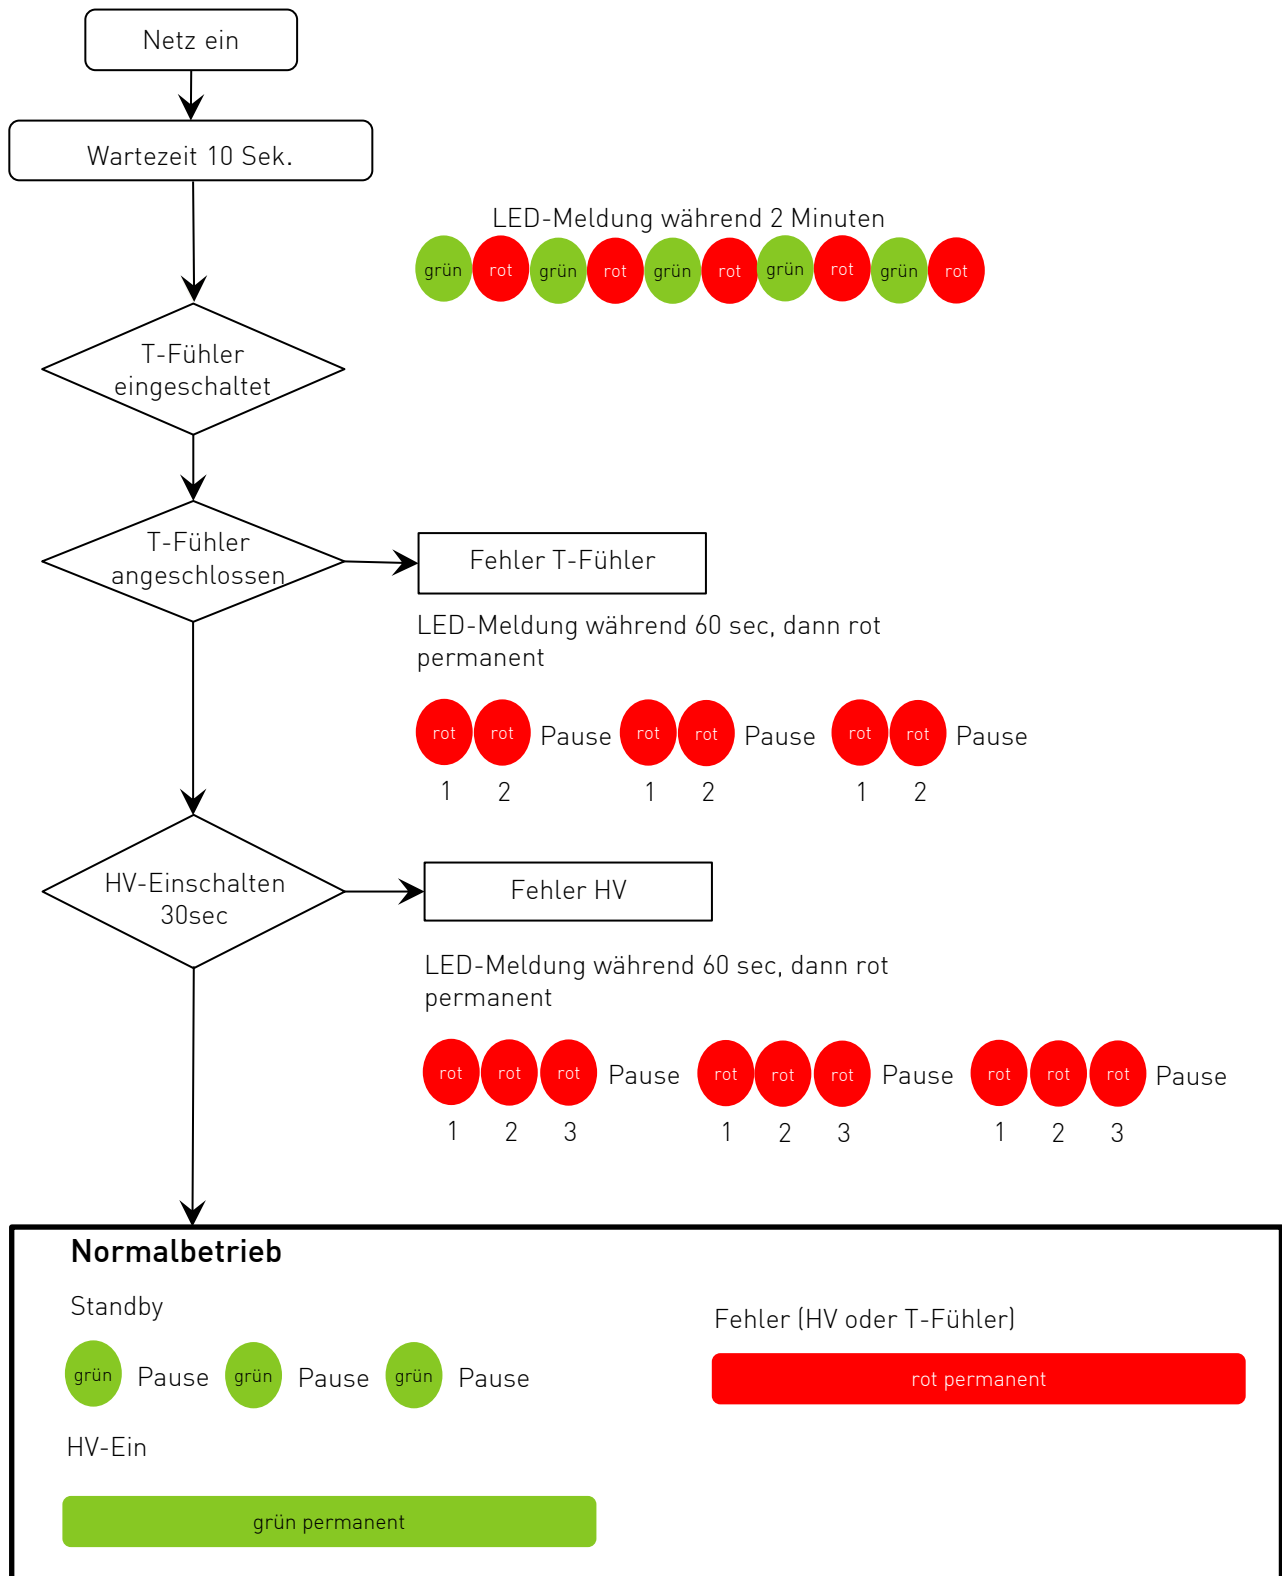 Netz ein
Wartezeit 10 Sek.
LED-Meldung während 2 Minuten
grün rot grün rot grün rot grün rot grün rot
T-Fühler
eingeschaltet
T-Fühler
angeschlossen
Fehler T-Fühler
LED-Meldung während 60 sec, dann rot
permanent
rot rot Pause rot rot Pause rot rot Pause
1 2 1 2 1 2
HV-Einschalten
30sec
Fehler HV
LED-Meldung während 60 sec, dann rot
permanent
rot rot rot Pause rot rot rot Pause rot rot rot Pause
1 2 3 1 2 3 1 2 3
Normalbetrieb
Standby
grün Pause grün Pause grün Pause
HV-Ein
grün permanent
Fehler (HV oder T-Fühler)
rot permanent